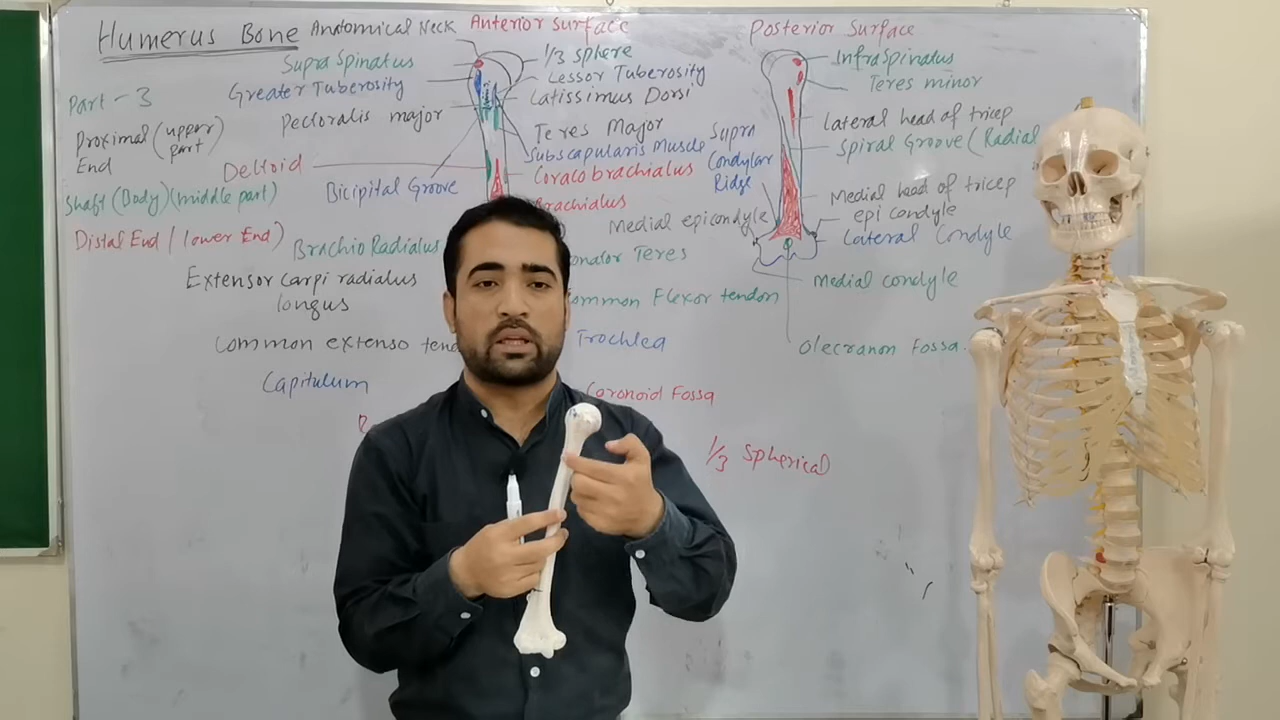 Humerus Bone
Anatomical Neck
Anterior Surface
Posterior Surface
Supra Spinatus
Greater Tuberosity
Pectoralis major
Deltoid
Bicipital Groove
Brachio Radialus
Extensor carpi radialus
longus
Common extenso
Capitulum
Part - 3
Proximal (upper
part)
End
Shaft (Body) (middle part)
Distal End (lower End)
1/3 Sphere
Lessor Tuberosity
Latissimus Dorsi
Teres Major
Subscapularis Muscle
Coracobrachialus
Brachialus
Teres
Common Flexor tendon
Trochlea
Coronoid Fossa
1/3 Spherical
Supra
Condylar
Ridge
Medial epicondyle
InfraSpinatus
Teres minor
Lateral head of tricep
Spiral Groove (Radial
Medial head of tricep
epi condyle
Lateral Condyle
Medial condyle
Olecranon Fossa.